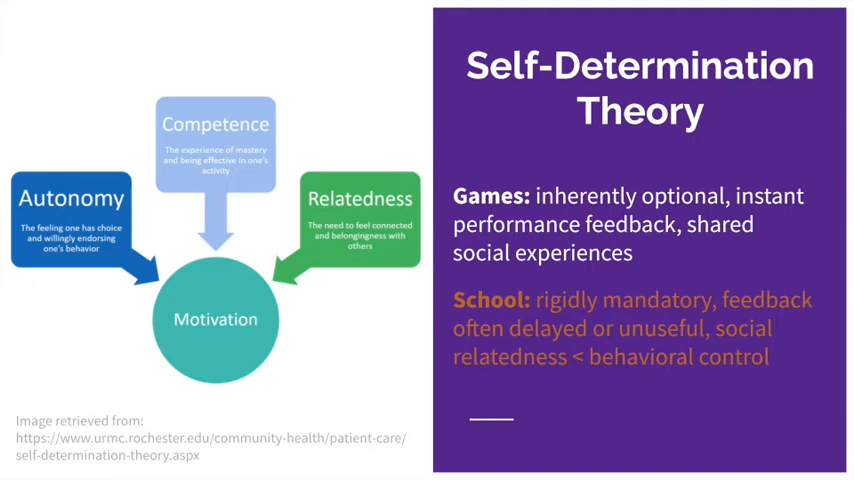 Self-Determination
Theory
Competence
The experience of mastery
and being effective in one's
activity
Autonomy
The feeling one has choice
and willingly endorsing
one's behavior
Relatedness
The need to feel connected
and belongingness with
others
Motivation
Games: inherently optional, instant
performance feedback, shared
social experiences
School: rigidly mandatory, feedback
often delayed or unuseful, social
relatedness < behavioral control
Image retrieved from:
https://www.urmc.rochester.edu/community-health/patient-care/
self-determination-theory.aspx